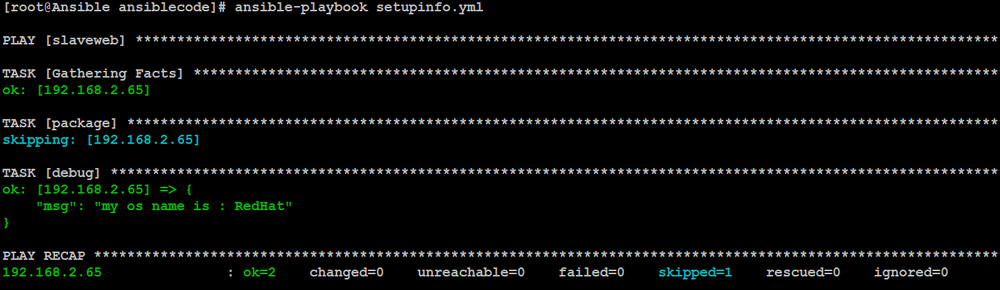 [root@Ansible ansiblecode]# ansible-playbook setupinfo.yml
PLAY [slaveweb] *********************************************************************************************************
TASK [Gathering Facts] **************************************************************************************************
ok: [192.168.2.65]
TASK [package] **********************************************************************************************************
skipping: [192.168.2.65]
TASK [debug] ************************************************************************************************************
ok: [192.168.2.65] => {
    "msg": "my os name is : RedHat"
}
PLAY RECAP **************************************************************************************************************
192.168.2.65               : ok=2    changed=0    unreachable=0    failed=0    skipped=1    rescued=0    ignored=0